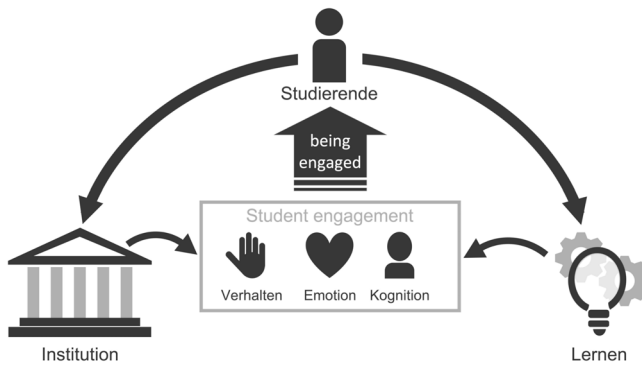 Studierende
being
engaged
Student engagement
Verhalten Emotion Kognition
Institution
Lernen